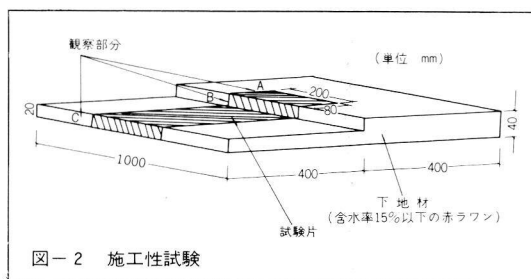 観察部分
(単位 mm)
A
200
B
80
20
C
40
1000
400
400
下地材
(含水率15%以下の赤ラワン)
試験片
図-2 施工性試験